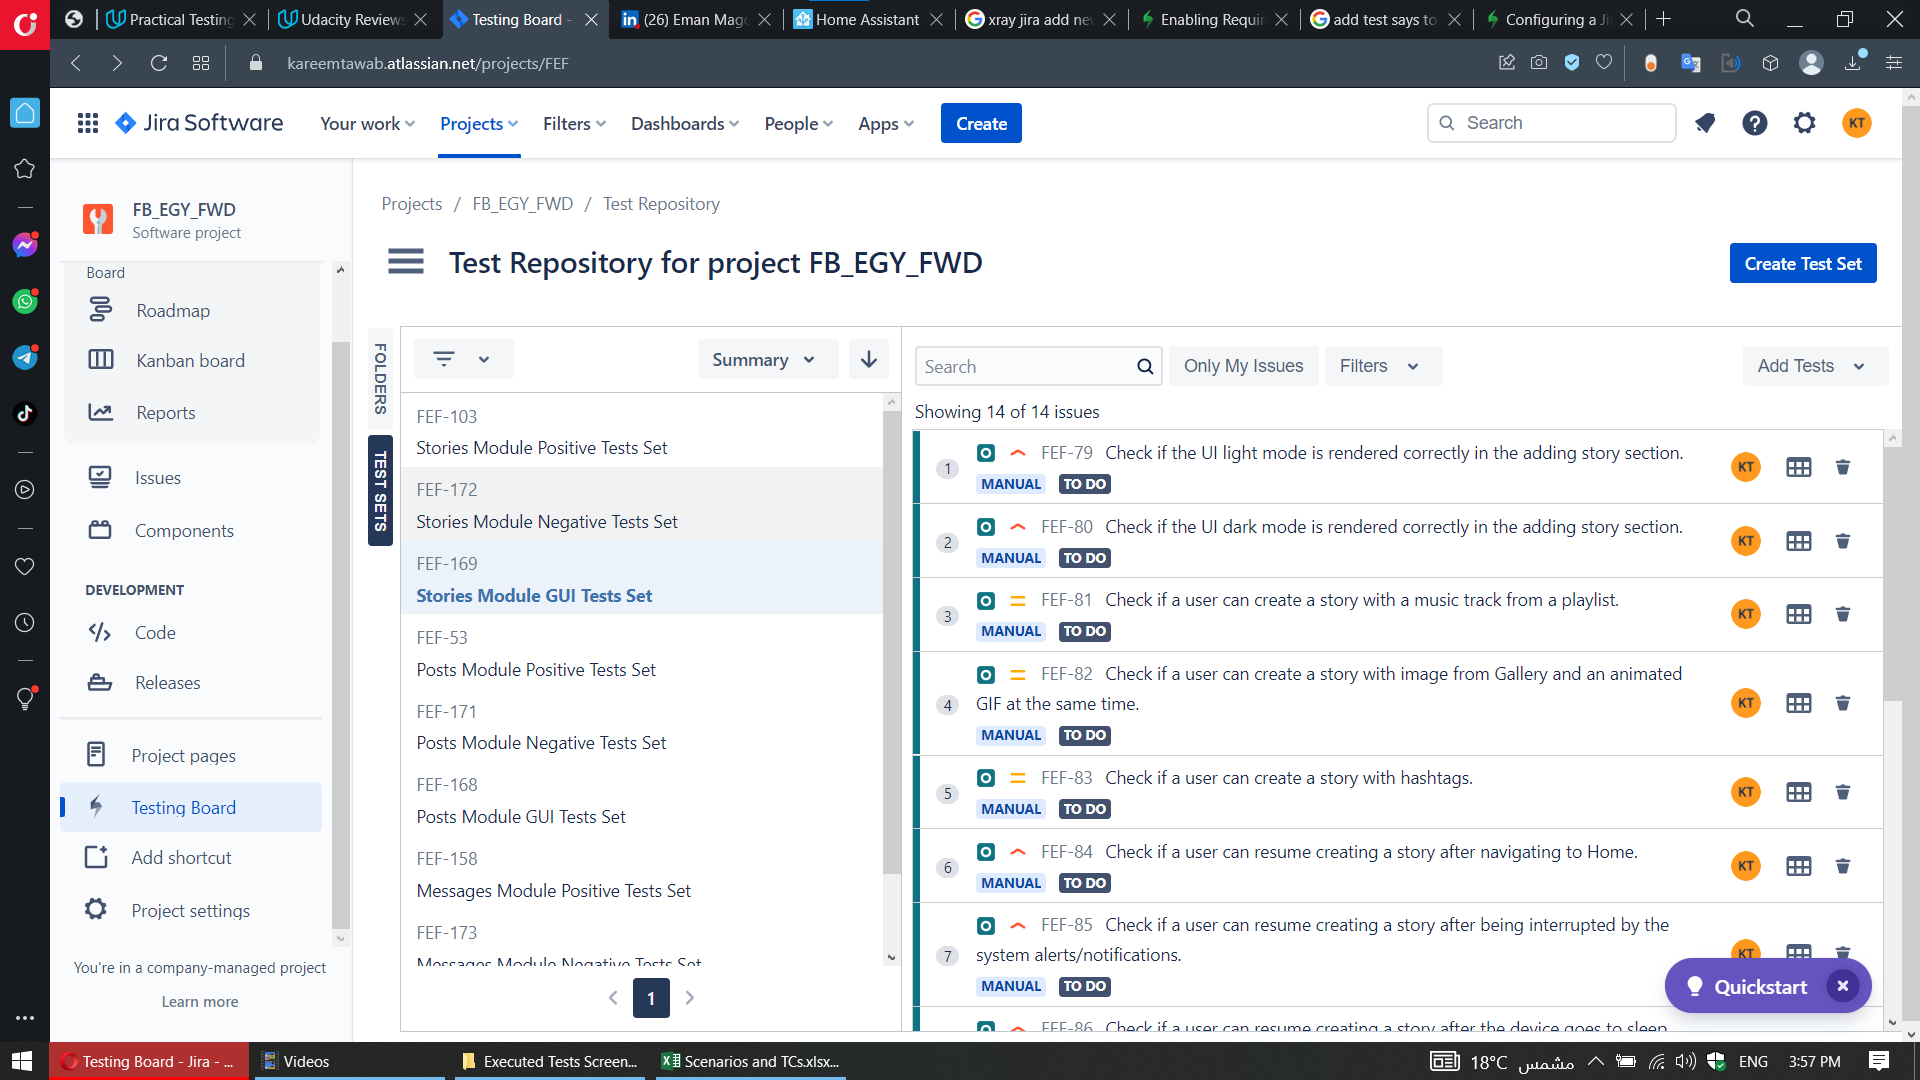 Practical Testing
Udacity Reviews
Testing Board -
(26) Eman Magd
Home Assistant
xray jira add new
Enabling Requir
add test says to
Configuring a Ji
kareemtawab.atlassian.net/projects/FEF
Jira Software
Your work
Projects
Filters
Dashboards
People
Apps
Create
Search
KT
FB_EGY_FWD
Software project
Board
Roadmap
Kanban board
Reports
Issues
Components
DEVELOPMENT
Code
Releases
Project pages
Testing Board
Add shortcut
Project settings
You're in a company-managed project
Learn more
Projects / FB_EGY_FWD / Test Repository
Test Repository for project FB_EGY_FWD
Create Test Set
FOLDERS
TEST SETS
Summary
FEF-103
Stories Module Positive Tests Set
FEF-172
Stories Module Negative Tests Set
FEF-169
Stories Module GUI Tests Set
FEF-53
Posts Module Positive Tests Set
FEF-171
Posts Module Negative Tests Set
FEF-168
Posts Module GUI Tests Set
FEF-158
Messages Module Positive Tests Set
FEF-173
Messages Module Negative Tests Set
1
Search
Only My Issues
Filters
Add Tests
Showing 14 of 14 issues
1
FEF-79 Check if the UI light mode is rendered correctly in the adding story section.
MANUAL TO DO
KT
2
FEF-80 Check if the UI dark mode is rendered correctly in the adding story section.
MANUAL TO DO
KT
3
FEF-81 Check if a user can create a story with a music track from a playlist.
MANUAL TO DO
KT
4
FEF-82 Check if a user can create a story with image from Gallery and an animated
GIF at the same time.
MANUAL TO DO
KT
5
FEF-83 Check if a user can create a story with hashtags.
MANUAL TO DO
KT
6
FEF-84 Check if a user can resume creating a story after navigating to Home.
MANUAL TO DO
KT
7
FEF-85 Check if a user can resume creating a story after being interrupted by the
system alerts/notifications.
MANUAL TO DO
KT
FEF-86 Check if a user can resume creating a story after the device goes to sleep
Quickstart
Testing Board - Jira - ...
Videos
Executed Tests Screen...
Scenarios and TCs.xlsx...
18°C مشمس
ENG
3:57 PM